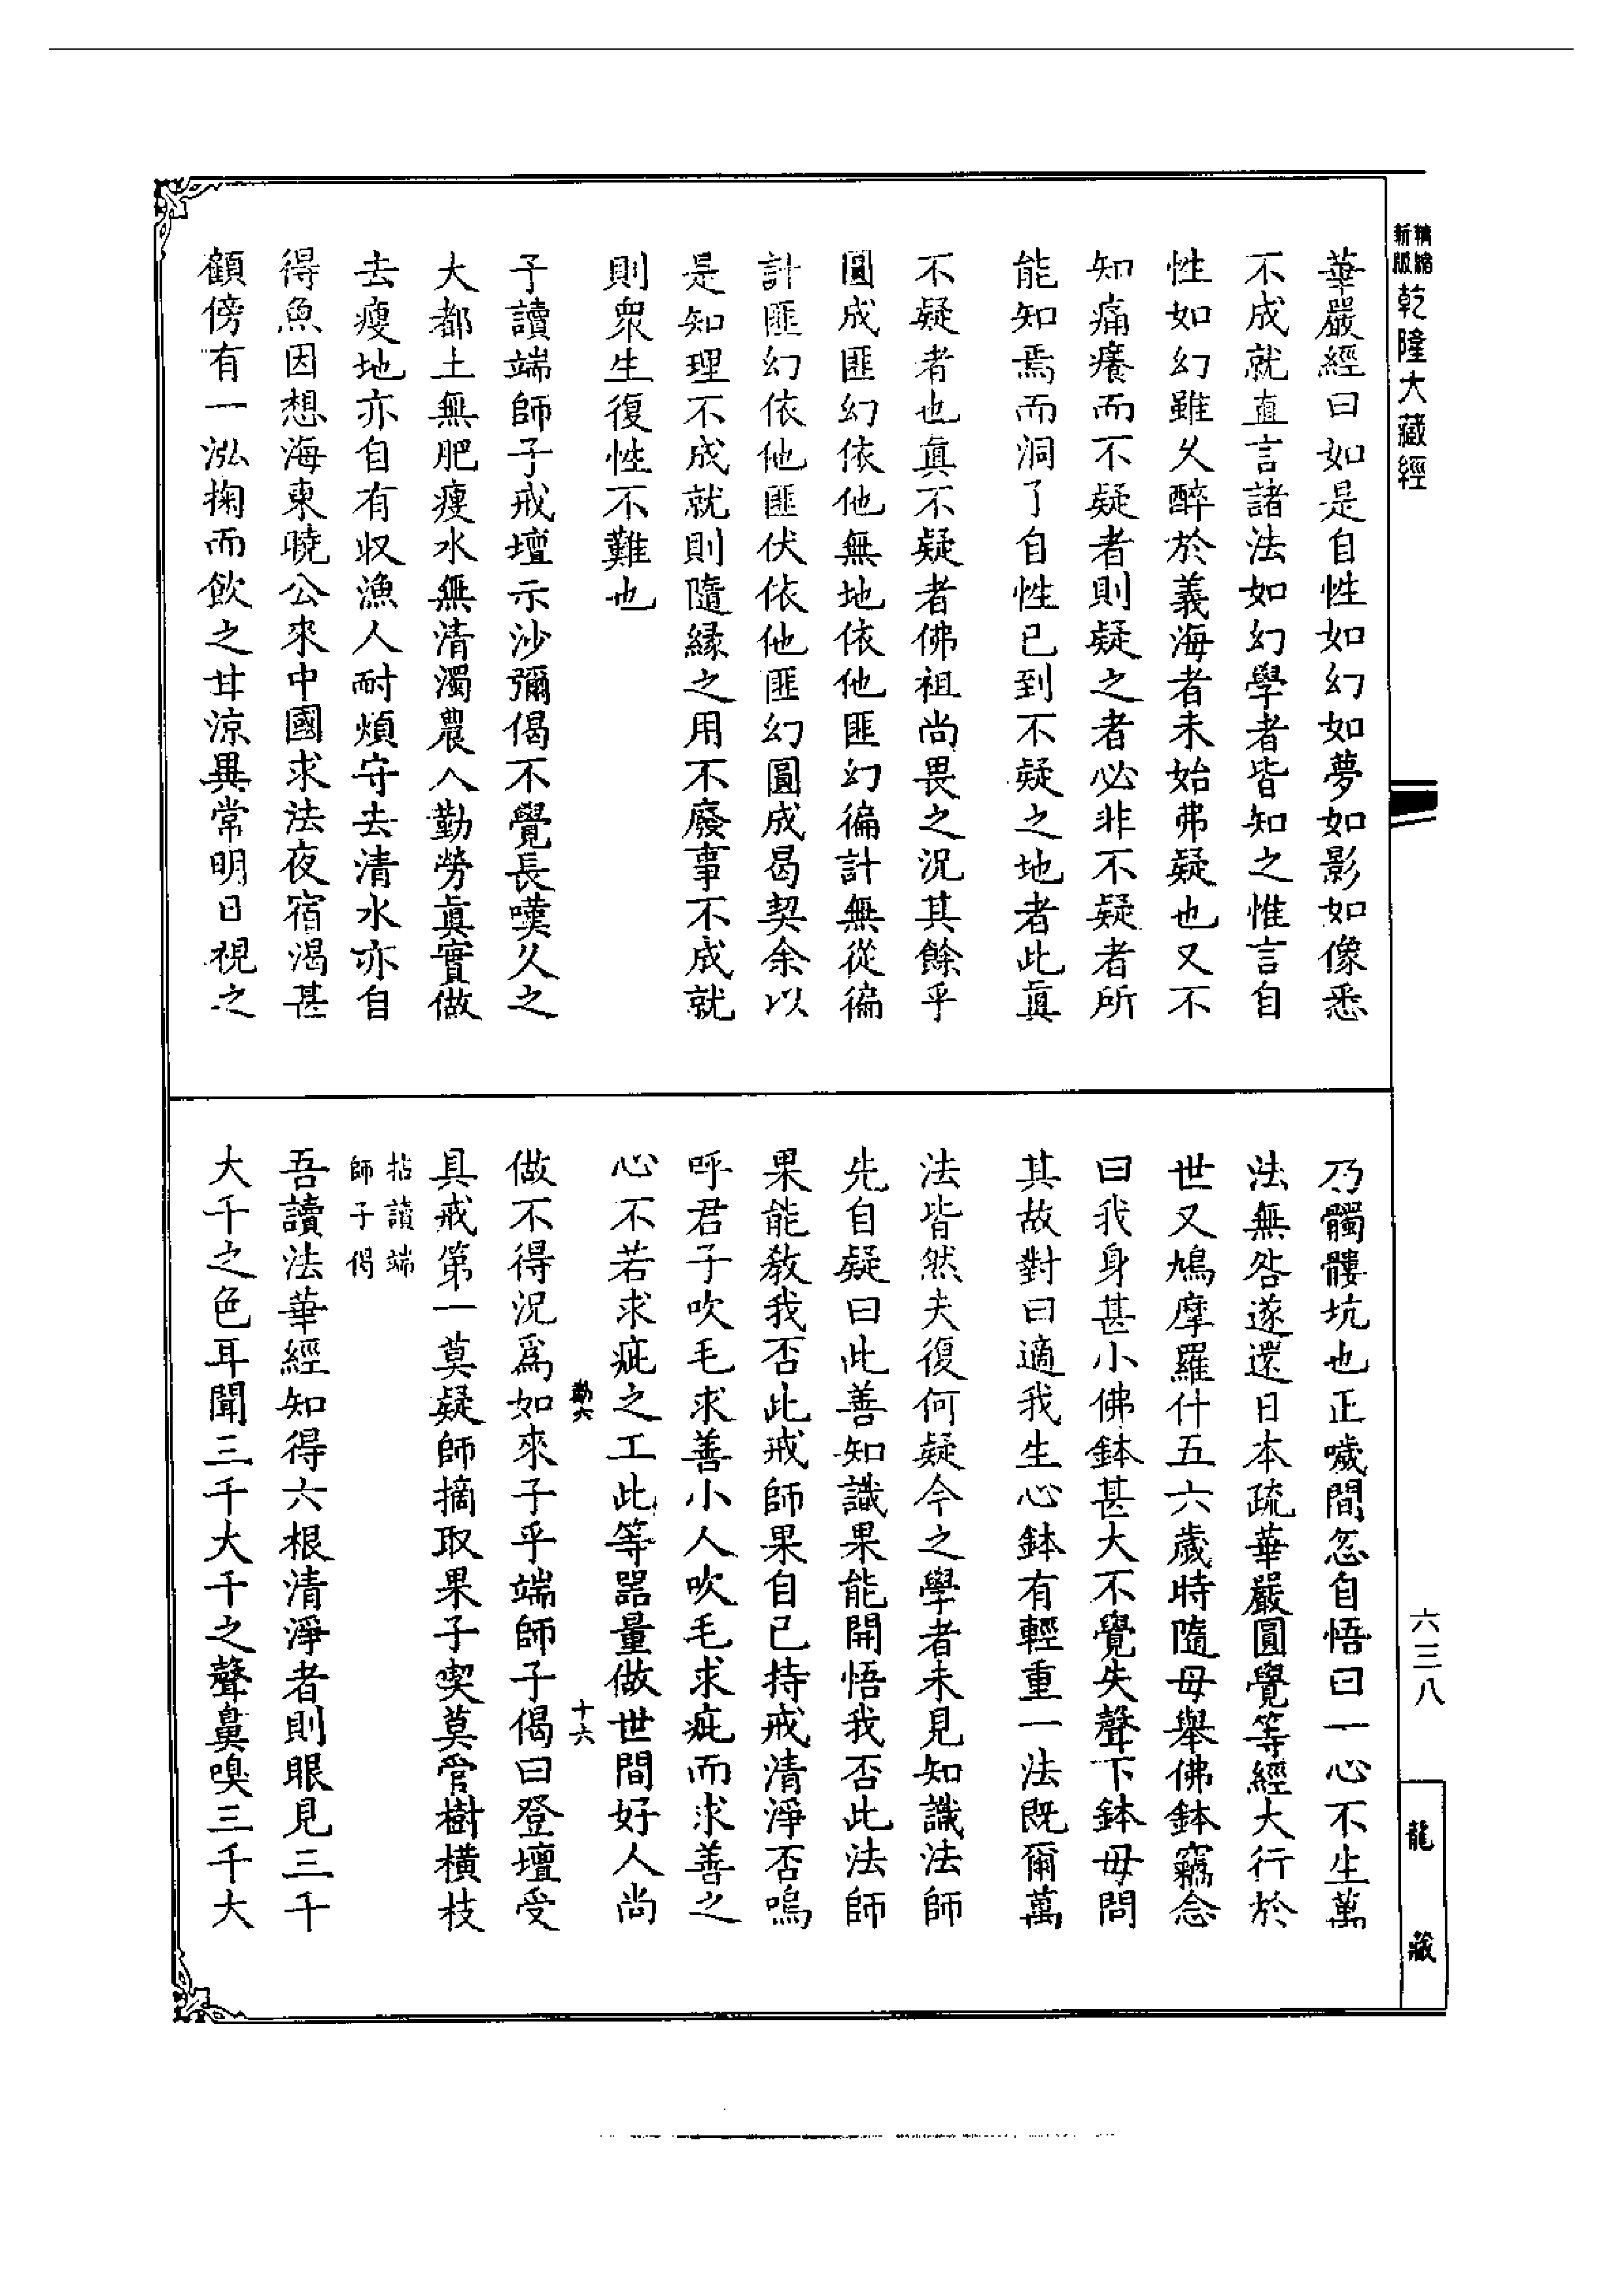 精縮
新版
乾隆大藏經
華嚴經曰如是自性如幻如夢如影如像悉
不成就直言諸法如幻學者皆知之惟言自
性如幻雖久醉於義海者未始弗疑也又不
知痛癢而不疑者則疑之者必非不疑者所
能知焉而洞了自性已到不疑之地者此眞
不疑者也眞不疑者佛祖尚畏之況其餘乎
圓成匪幻依他無地依他匪幻徧計無從徧
計匪幻依他匪伏依他匪幻圓成曷契余以
是知理不成就則隨緣之用不廢事不成就
則眾生復性不難也
子讀端師子戒壇示沙彌偈不覺長嘆久之
大都土無肥瘦水無清濁農人勤勞眞實做
去瘦地亦自有収漁人耐煩守去清水亦自
得魚因想海東曉公來中國求法夜宿渴甚
顧傍有一泓掬而飲之甘涼異常明日視之
乃髑髏坑也正噦間忽自悟曰一心不生萬
法無咎遂還日本疏華嚴圓覺等經大行於
世又鳩摩羅什五六歲時隨母舉佛鉢竊念
曰我身甚小佛鉢甚大不覺失聲下鉢母問
其故對曰適我生心鉢有輕重一法既爾萬
法皆然夫復何疑今之學者未見知識法師
先自疑曰此善知識果能開悟我否此法師
果能教我否此戒師果自已持戒清淨否嗚
呼君子吹毛求善小人吹毛求疵而求善之
心不若求疵之工此等器量做世間好人尚
十六
做不得況爲如來子乎端師子偈曰登壇受
具戒第一莫疑師摘取果子喫莫管樹橫枝
拈讀端
師子偈
吾讀法華經知得六根清淨者則眼見三千
大千之色耳聞三千大千之聲鼻嗅三千大
六三八
龍藏